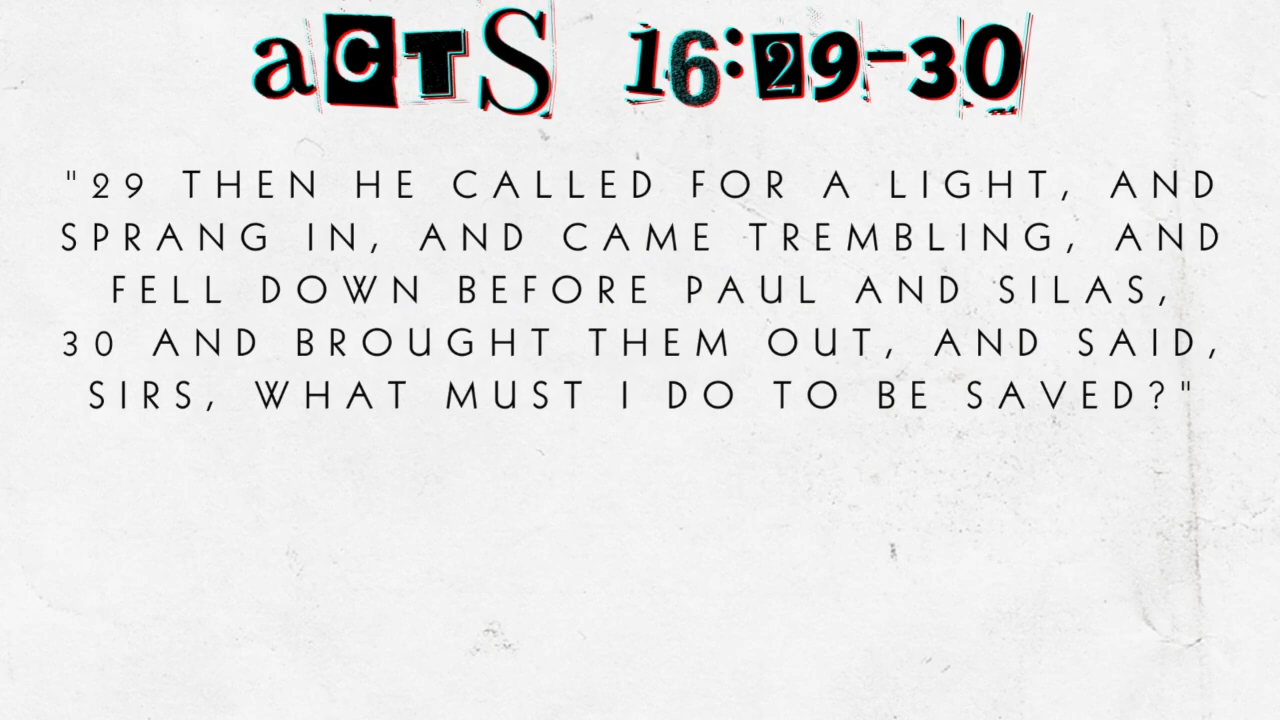 acTS 16:29-30
"29 THEN HE CALLED FOR A LIGHT, AND
SPRANG IN, AND CAME TREMBLING, AND
FELL DOWN BEFORE PAUL AND SILAS,
30 AND BROUGHT THEM OUT, AND SAID,
SIRS, WHAT MUST I DO TO BE SAVED?"